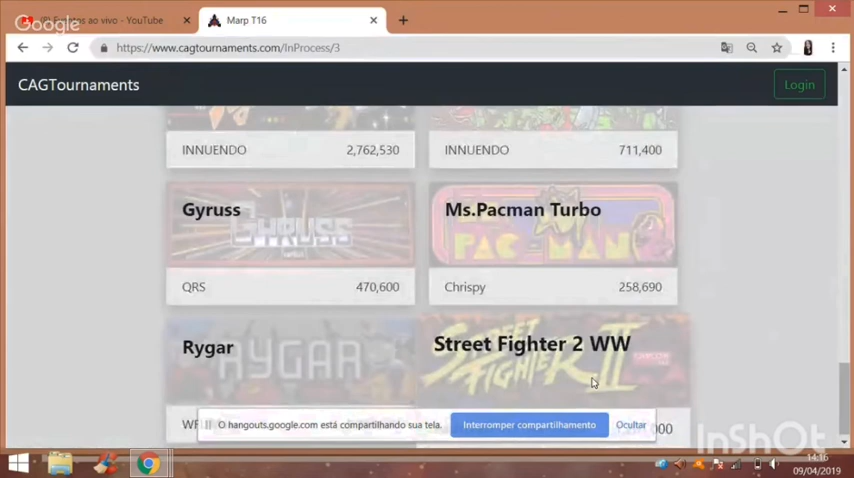 Google
ao vivo - YouTube
Marp T16
https://www.cagtournaments.com/InProcess/3
CAGTournaments
Login
INNUENDO 2,762,530
INNUENDO 711,400
Gyruss
GYRUSS
Ms.Pacman Turbo
PAC-MAN
QRS 470,600
Chrispy 258,690
Rygar
RYGAR
Street Fighter 2 WW
STREET
FIGHTER II
O hangouts.google.com está compartilhando sua tela.
Interromper compartilhamento
Ocultar
InShOt
14:16
09/04/2019